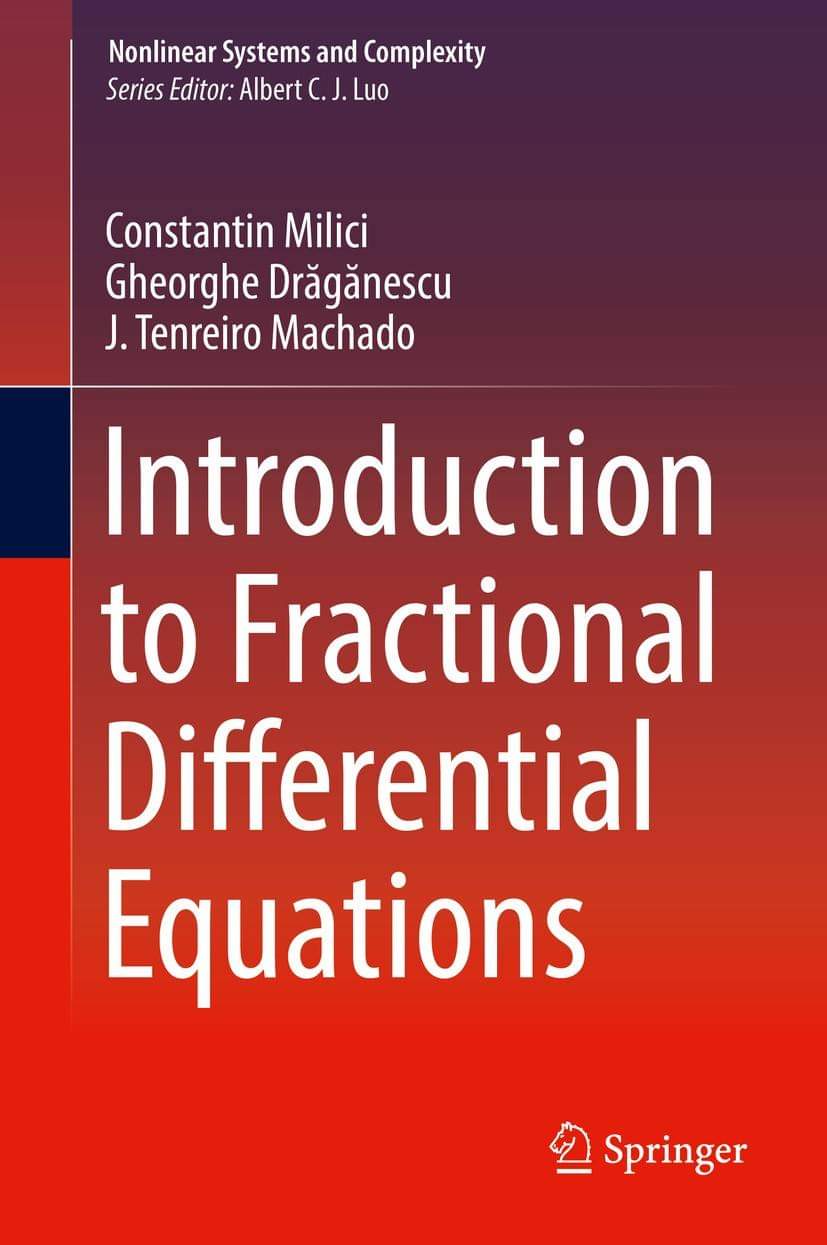 Nonlinear Systems and Complexity
Series Editor: Albert C. J. Luo
Constantin Milici
Gheorghe Drăgănescu
J. Tenreiro Machado
Introduction
to Fractional
Differential
Equations
Springer